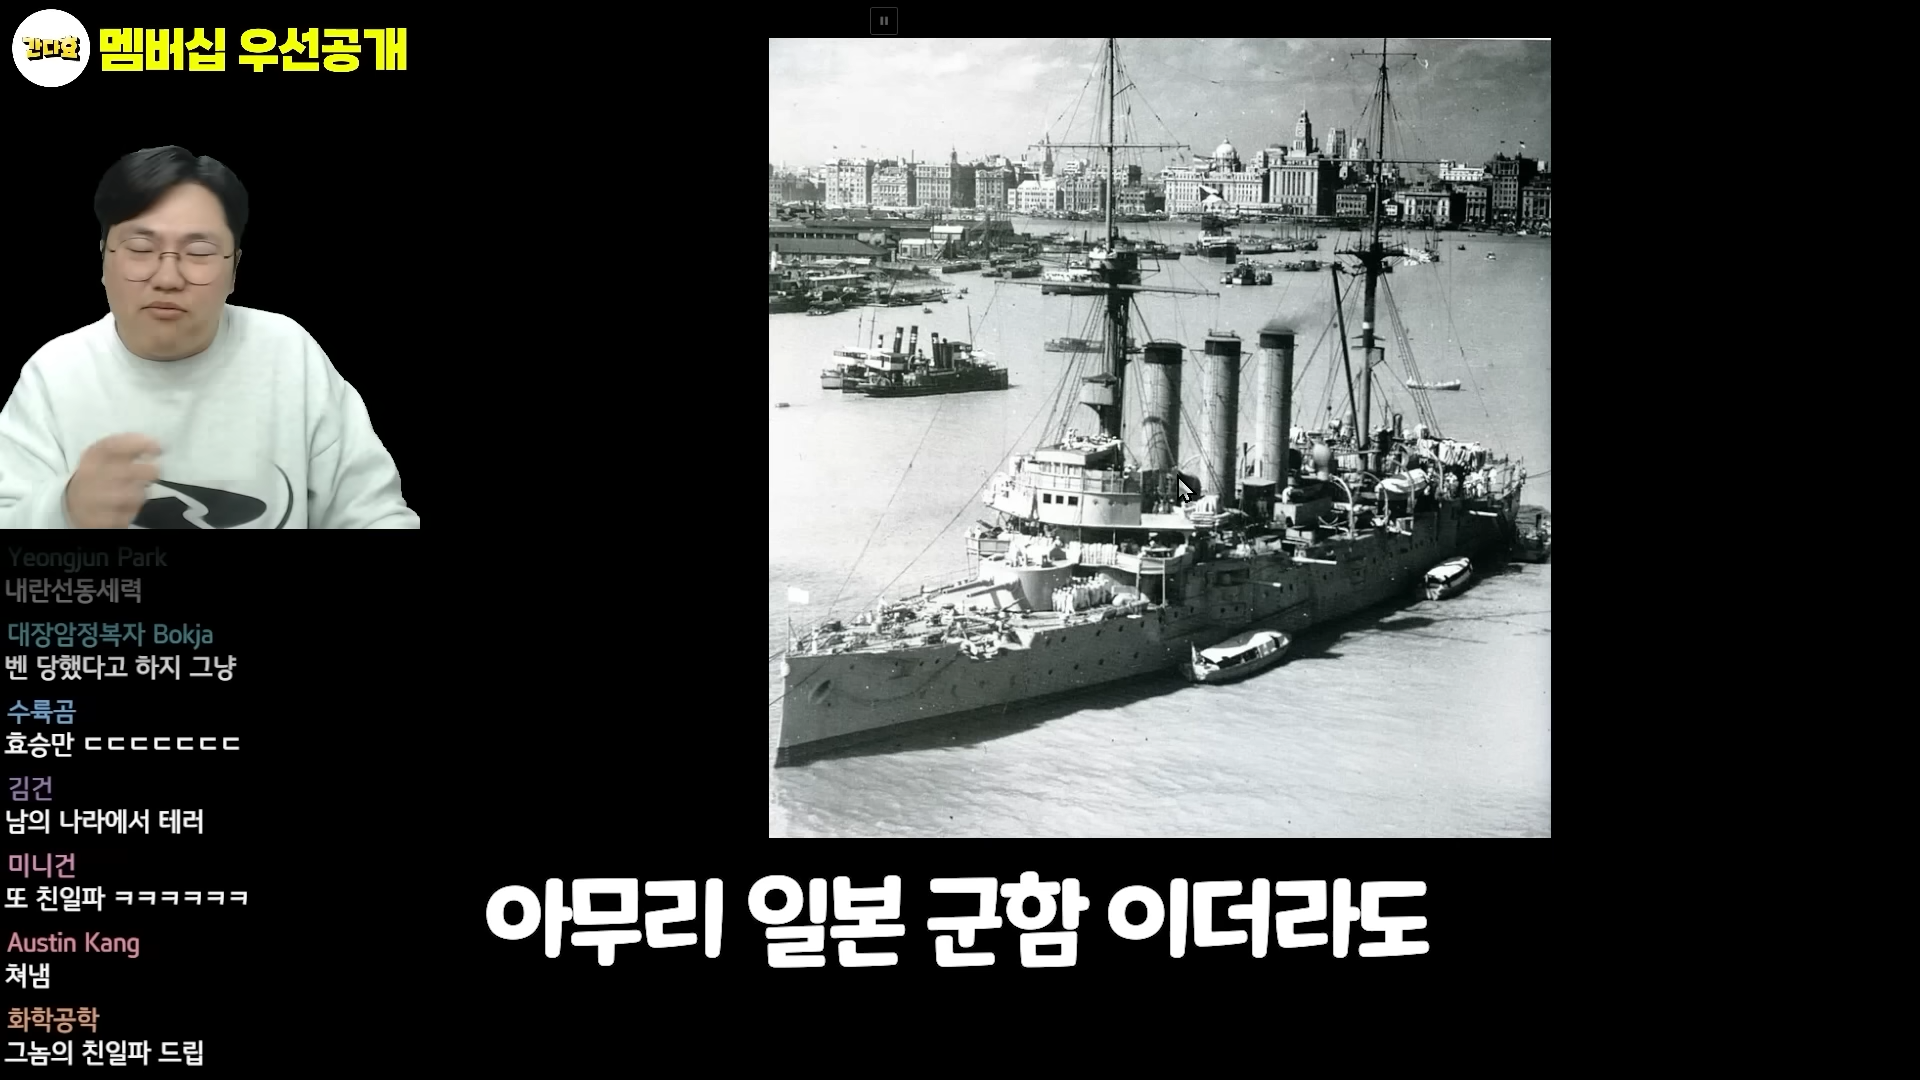 간다효
멤버십 우선공개
Yeongjun Park
내란선동세력
대장암정복자 Bokja
벤 당했다고 하지 그냥
수륙곰
효승만 ㄷㄷㄷㄷㄷㄷㄷ
김건
남의 나라에서 테러
미니건
또 친일파 ㅋㅋㅋㅋㅋㅋ
Austin Kang
쳐냄
화학공학
그놈의 친일파 드립
아무리 일본 군함 이더라도